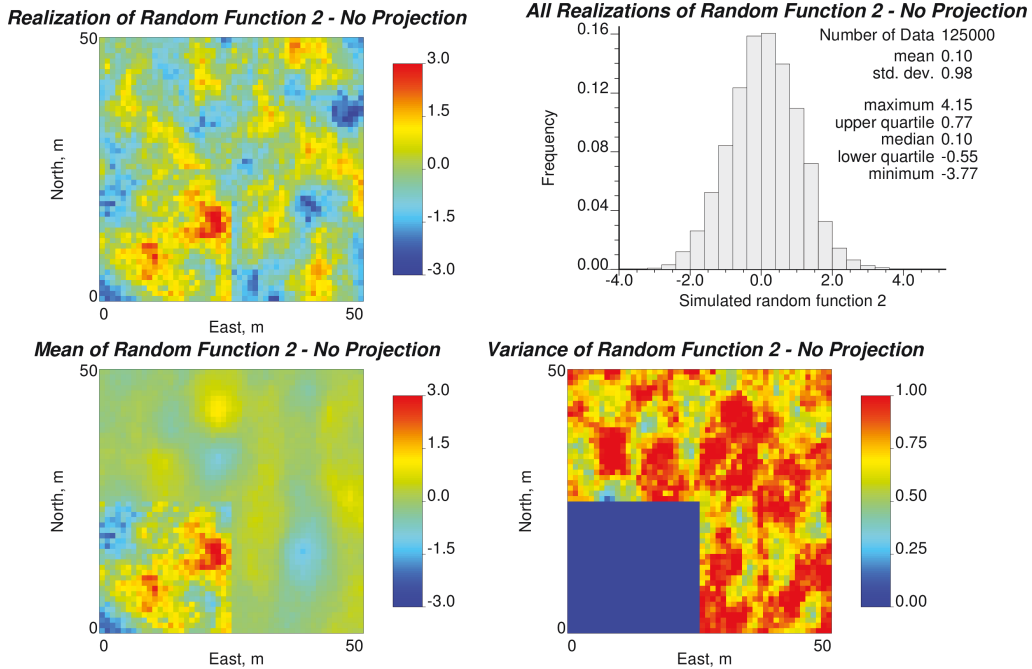 Realization of Random Function 2 - No Projection
50
North, m
0
0
East, m
50
3.0
1.5
0.0
-1.5
-3.0
All Realizations of Random Function 2 - No Projection
Number of Data 125000
mean 0.10
std. dev. 0.98
maximum 4.15
upper quartile 0.77
median 0.10
lower quartile -0.55
minimum -3.77
Frequency
0.16
0.12
0.08
0.04
0.00
-4.0 -2.0 0.0 2.0 4.0
Simulated random function 2
Mean of Random Function 2 - No Projection
50
North, m
0
0
East, m
50
3.0
1.5
0.0
-1.5
-3.0
Variance of Random Function 2 - No Projection
50
North, m
0
0
East, m
50
1.00
0.75
0.50
0.25
0.00